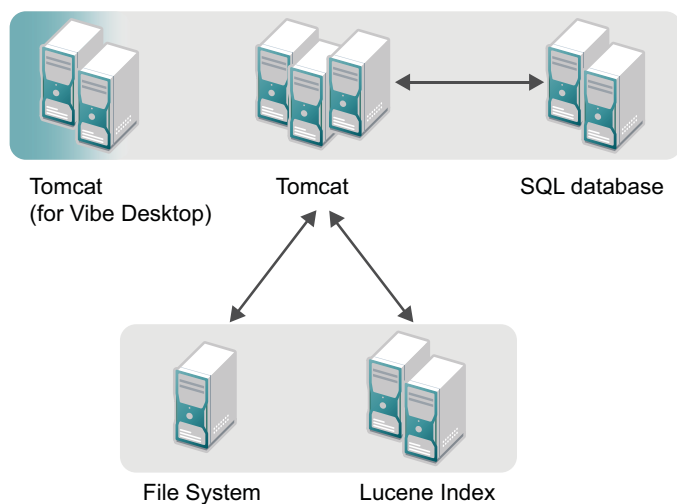 Tomcat
(for Vibe Desktop)
Tomcat
SQL database
File System
Lucene Index